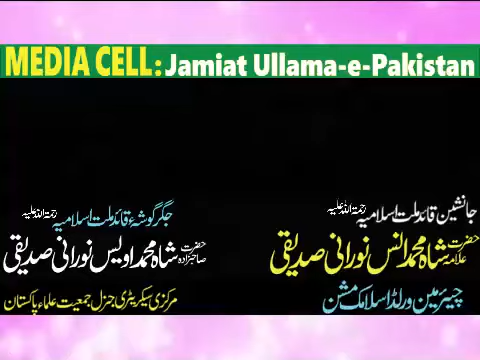 MEDIA CELL: Jamiat Ullama-e-Pakistan
جانشین قائد ملت اسلامیہ رحمۃ اللہ علیہ
حضرت علامہ شاہ محمد انس نورانی صدیقی
چیئرمین ورلڈ اسلامک مشن
جگر گوشۂ قائد ملت اسلامیہ رحمۃ اللہ علیہ
حضرت صاحبزادہ شاہ محمد اویس نورانی صدیقی
مرکزی سیکریٹری جنرل جمعیت علماء پاکستان